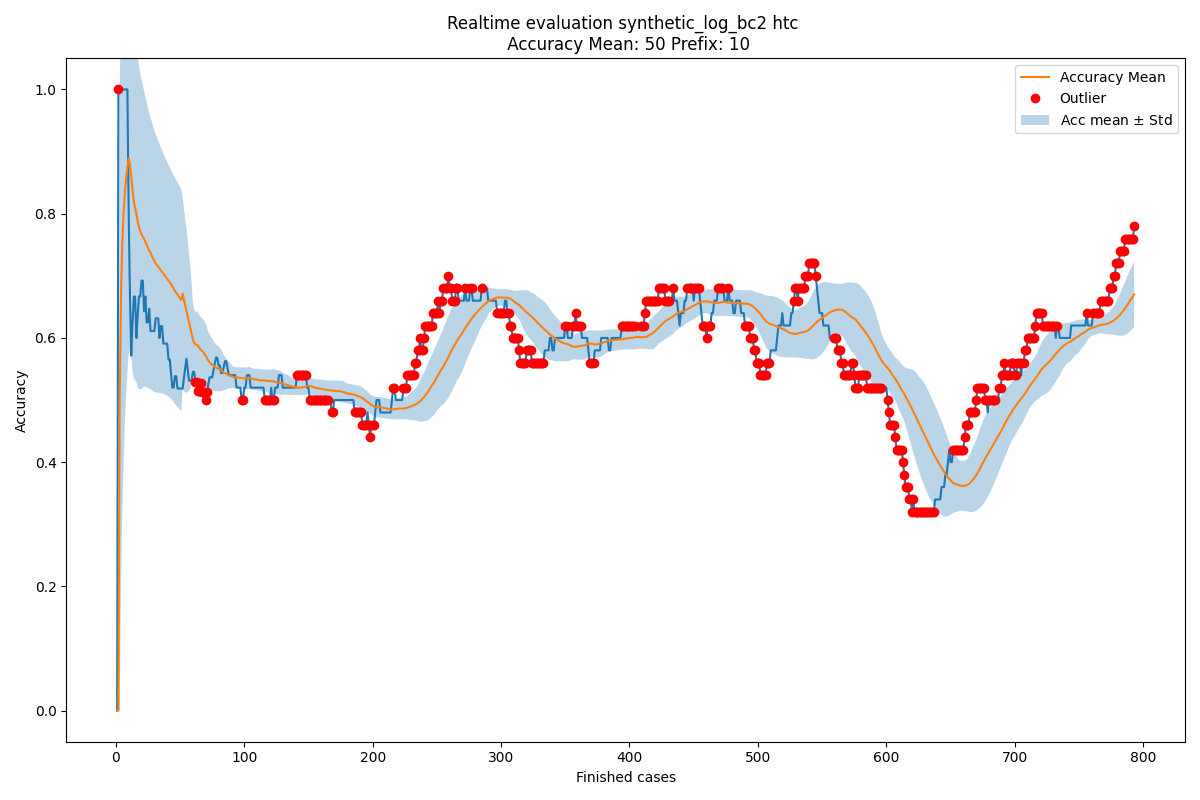 Realtime evaluation synthetic_log_bc2 htc
Accuracy Mean: 50 Prefix: 10
Accuracy Mean
Outlier
Acc mean ± Std
1.0
0.8
0.6
0.4
0.2
0.0
Accuracy
0 100 200 300 400 500 600 700 800
Finished cases